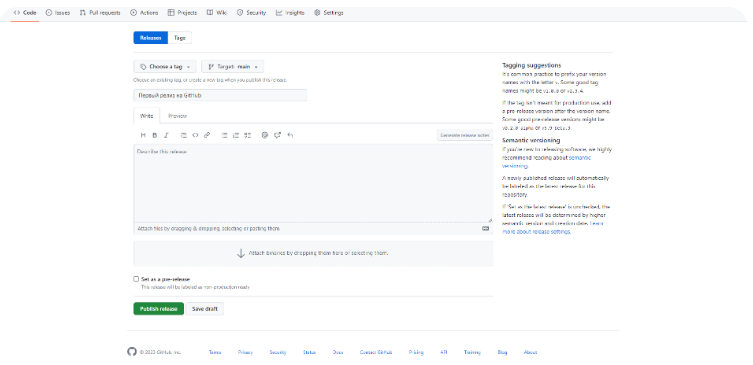 Code Issues Pull requests Actions Projects Wiki Security Insights Settings
Releases Tags
Choose a tag Target: main
Choose an existing tag, or create a new tag when you publish this release.
Первый релиз на GitHub
Write Preview
H B I Generate release notes
Describe this release
Attach files by dragging & dropping, selecting or pasting them.
Attach binaries by dropping them here or selecting them.
Set as a pre-release
This release will be labeled as non-production ready
Publish release Save draft
Tagging suggestions
It's common practice to prefix your version
names with the letter v. Some good tag
names might be v1.0.0 or v2.3.4.
If the tag isn't meant for production use, add
a pre-release version after the version name.
Some good pre-release versions might be
v0.2.0-alpha or v5.9-beta.3.
Semantic versioning
If you're new to releasing software, we highly
recommend reading about semantic
versioning.
A newly published release will automatically
be labeled as the latest release for this
repository.
If 'Set as the latest release' is unchecked, the
latest release will be determined by higher
semantic version and creation date. Learn
more about release settings.
© 2023 GitHub, Inc. Terms Privacy Security Status Docs Contact GitHub Pricing API Training Blog About